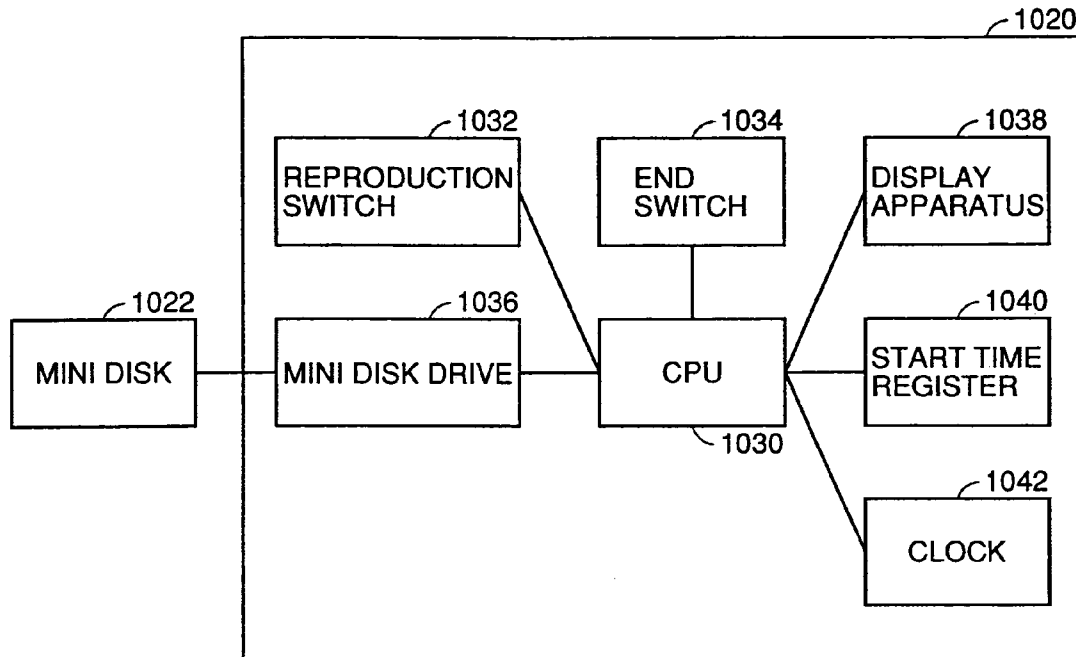 1020
1032
REPRODUCTION
SWITCH
1034
END
SWITCH
1038
DISPLAY
APPARATUS
1022
MINI DISK
1036
MINI DISK DRIVE
CPU
1030
1040
START TIME
REGISTER
1042
CLOCK